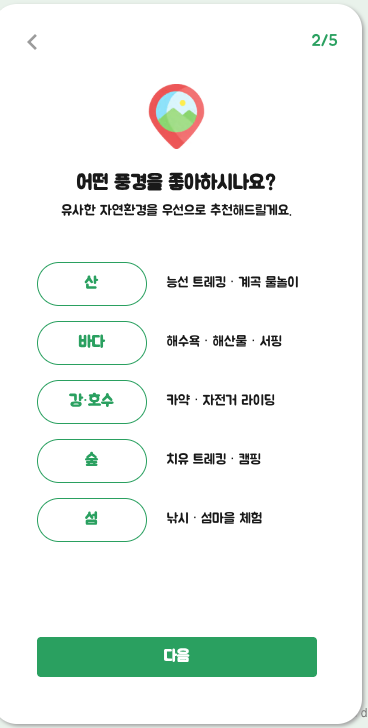 2/5
어떤 풍경을 좋아하시나요?
유사한 자연환경을 우선으로 추천해드릴게요.
산 능선 트레킹 · 계곡 물놀이
바다 해수욕 · 해산물 · 서핑
강·호수 카약 · 자전거 라이딩
숲 치유 트레킹 · 캠핑
섬 낚시 · 섬마을 체험
다음
d